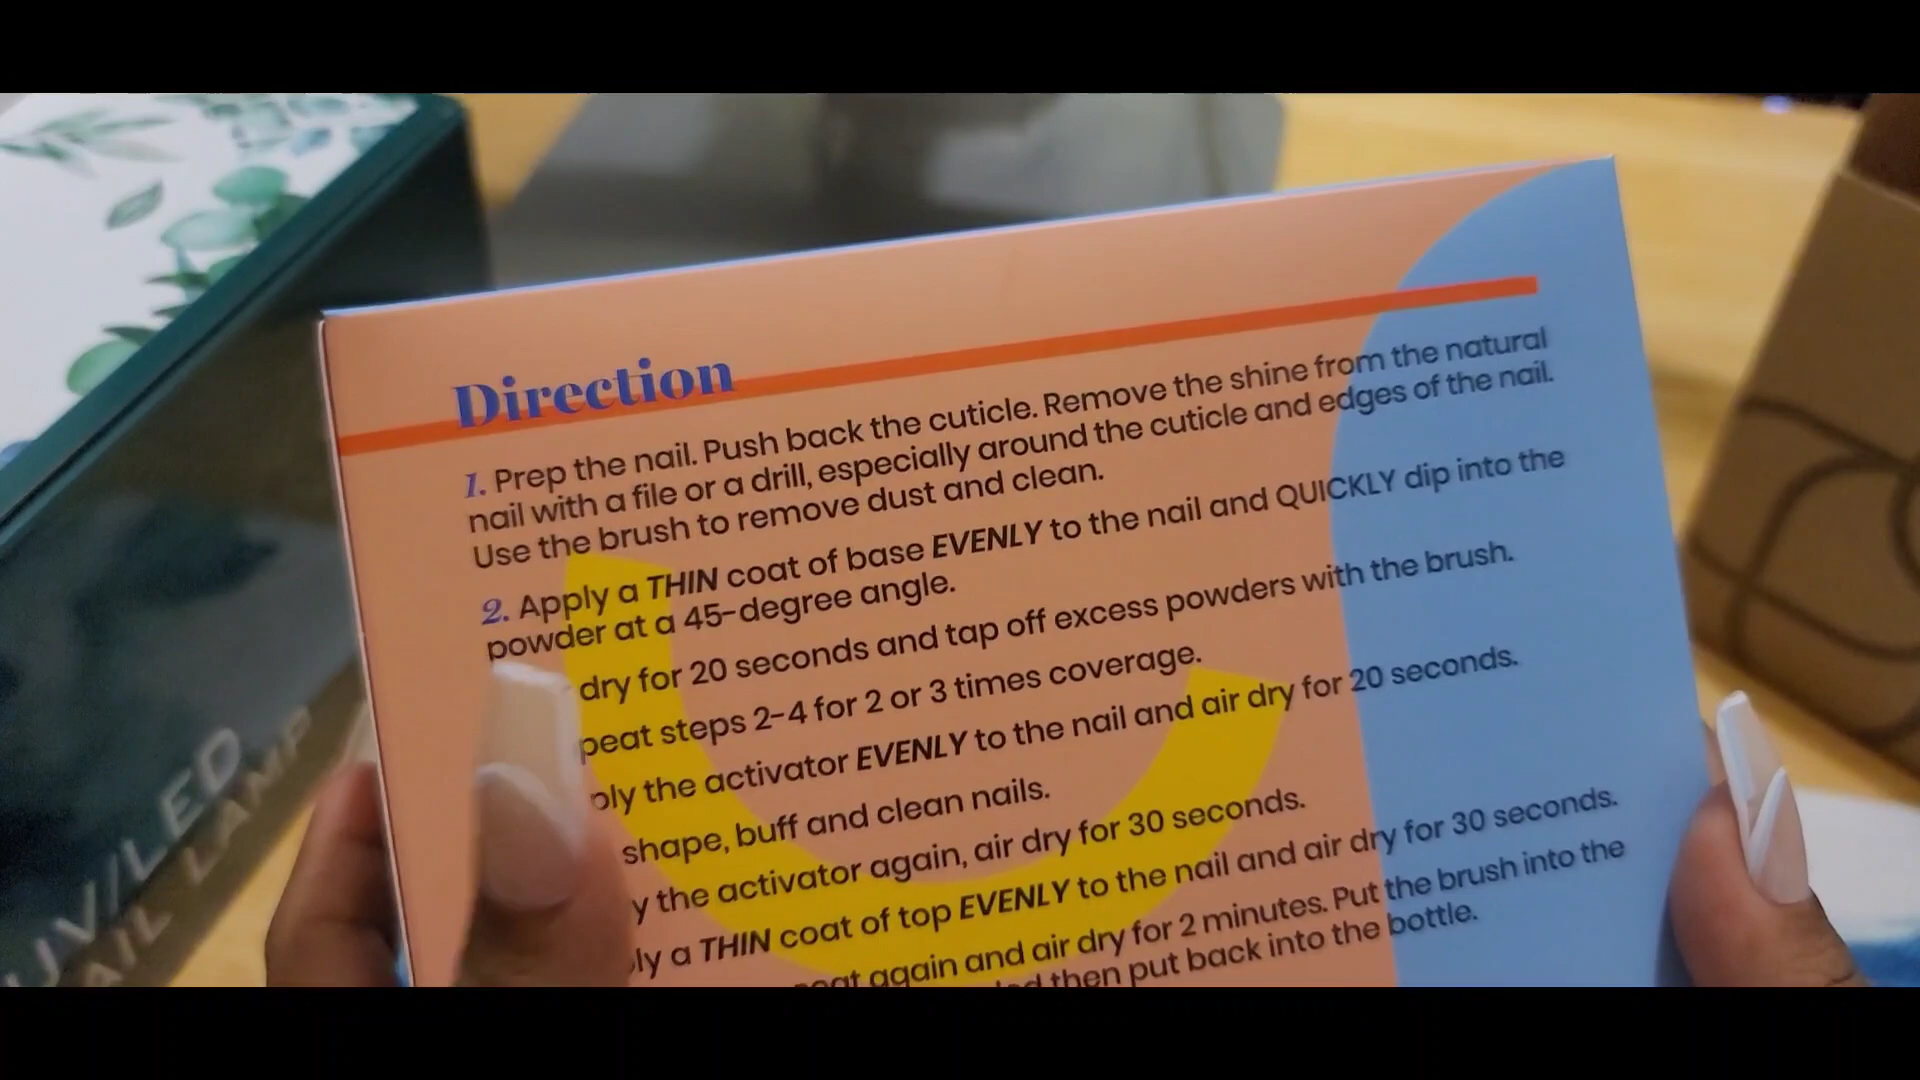 Direction
1. Prep the nail. Push back the cuticle. Remove the shine from the natural
nail with a file or a drill, especially around the cuticle and edges of the nail.
Use the brush to remove dust and clean.
2. Apply a THIN coat of base EVENLY to the nail and QUICKLY dip into the
powder at a 45-degree angle.
dry for 20 seconds and tap off excess powders with the brush.
peat steps 2-4 for 2 or 3 times coverage.
ply the activator EVENLY to the nail and air dry for 20 seconds.
shape, buff and clean nails.
y the activator again, air dry for 30 seconds.
ly a THIN coat of top EVENLY to the nail and air dry for 30 seconds.
again and air dry for 2 minutes. Put the brush into the
then put back into the bottle.
UV/LED
AIL LAMP